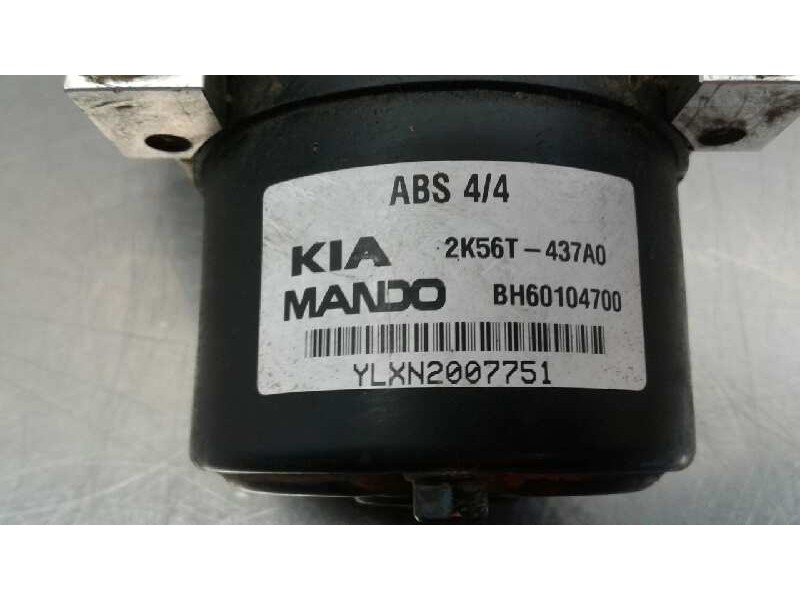 ABS 4/4
KIA 2K56T-437A0
MANDO BH60104700
YLXN2007751